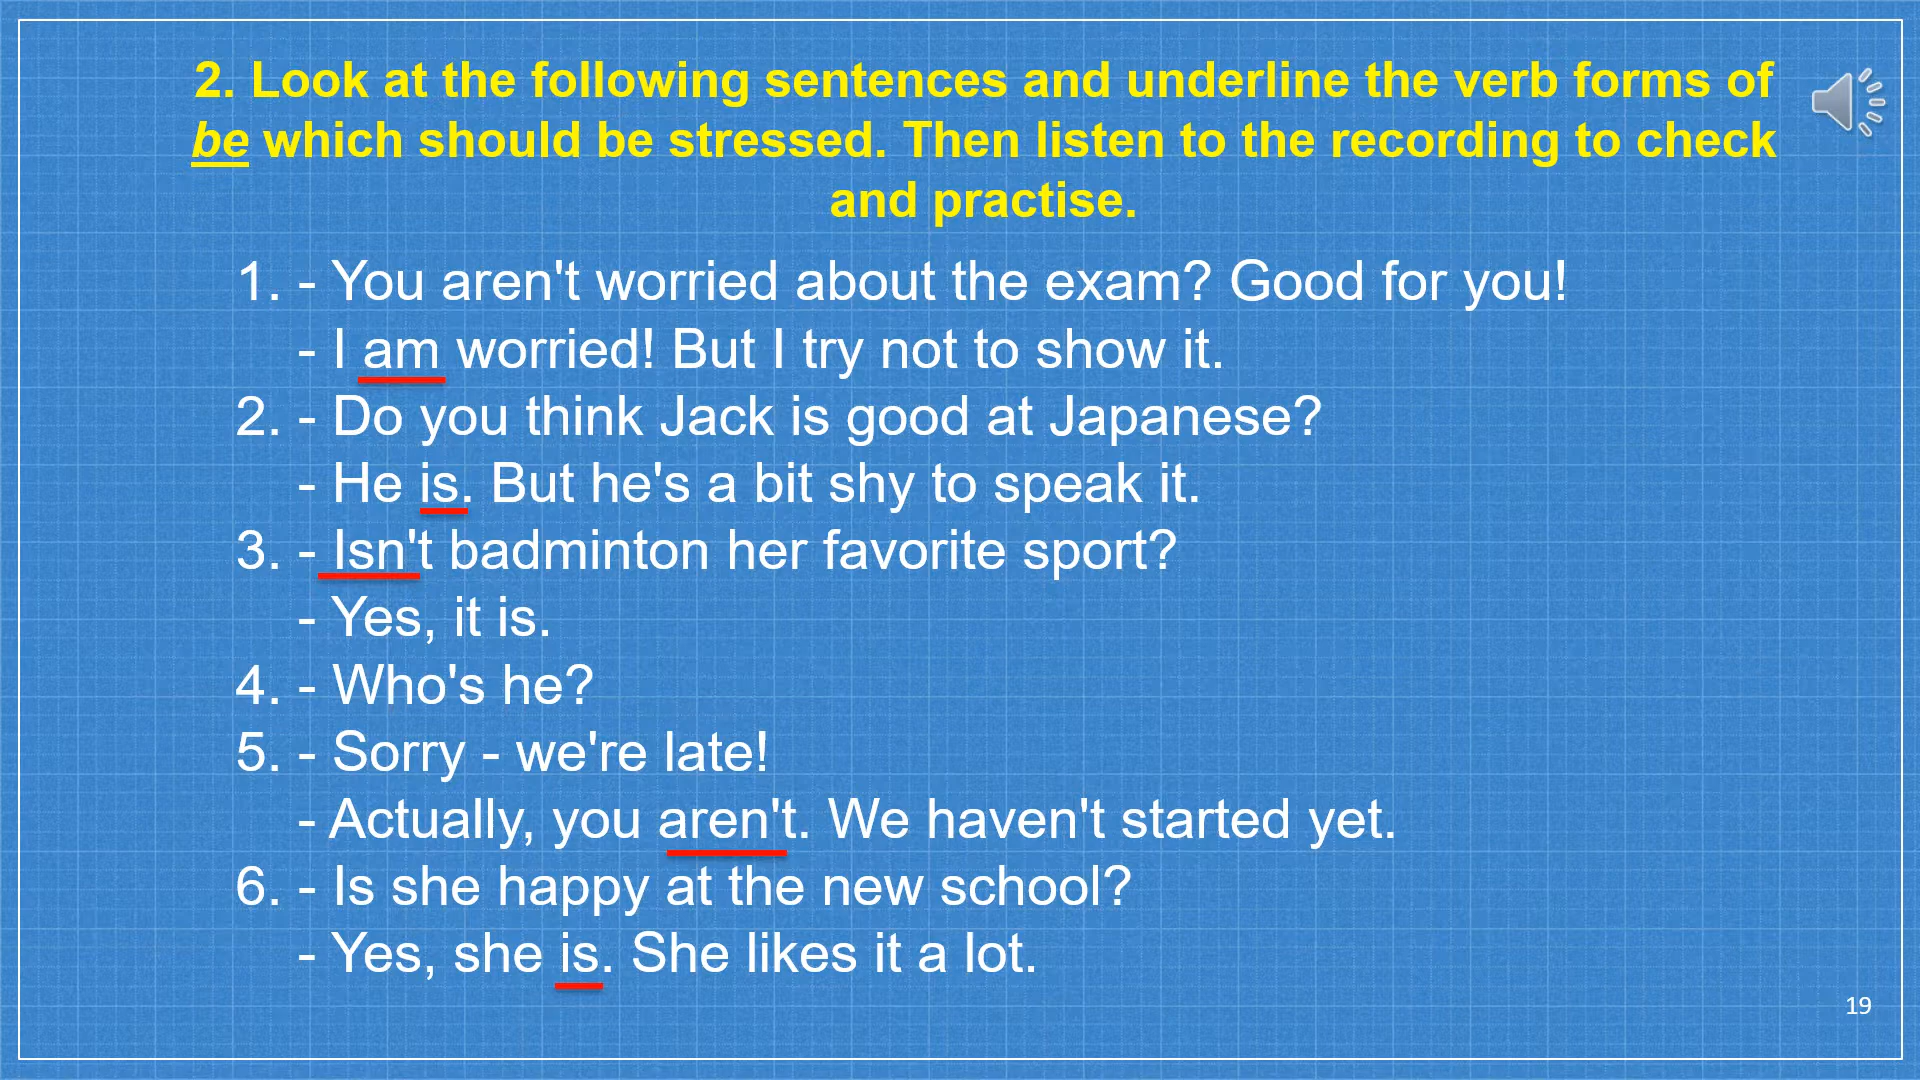 2. Look at the following sentences and underline the verb forms of
be which should be stressed. Then listen to the recording to check
and practise.
1. - You aren't worried about the exam? Good for you!
- I am worried! But I try not to show it.
2. - Do you think Jack is good at Japanese?
- He is. But he's a bit shy to speak it.
3. - Isn't badminton her favorite sport?
- Yes, it is.
4. - Who's he?
5. - Sorry - we're late!
- Actually, you aren't. We haven't started yet.
6. - Is she happy at the new school?
- Yes, she is. She likes it a lot.
19